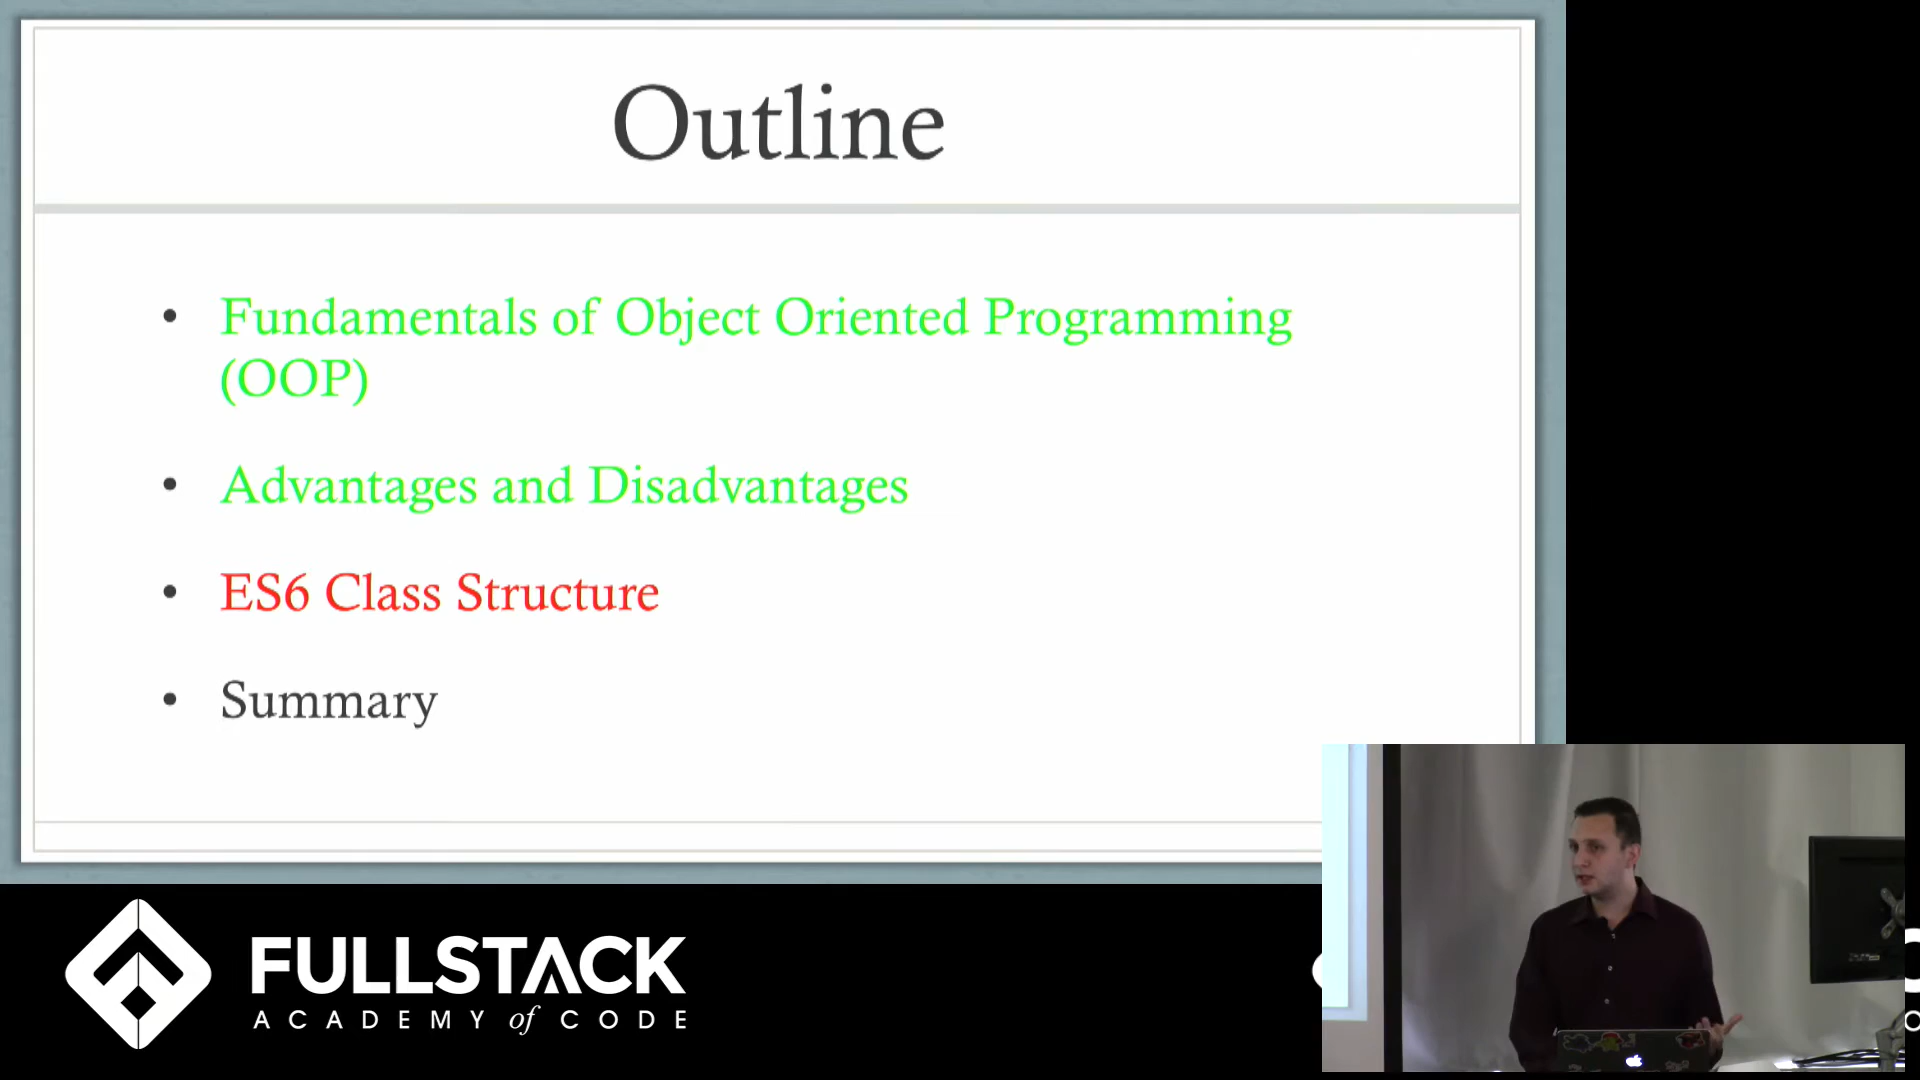 Outline
• Fundamentals of Object Oriented Programming
(OOP)
• Advantages and Disadvantages
• ES6 Class Structure
• Summary
FULLSTACK
ACADEMY of CODE